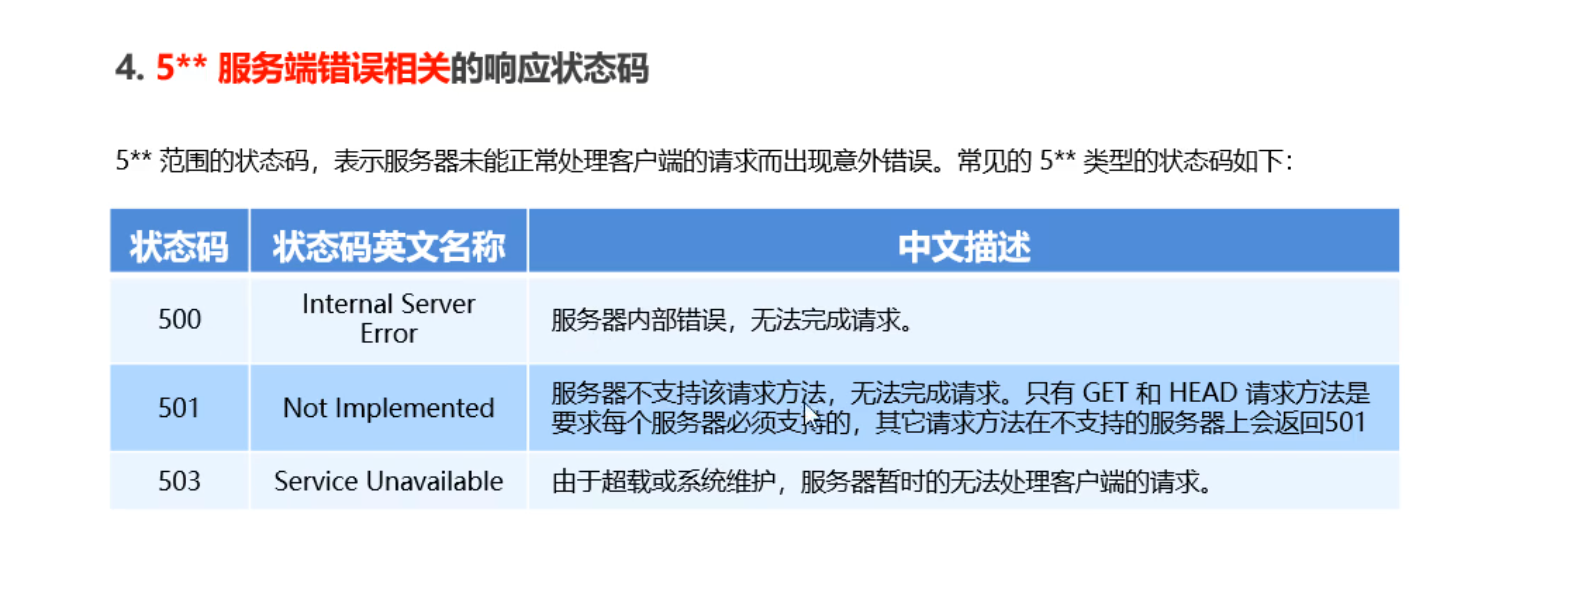 4. 5** 服务端错误相关的响应状态码
5** 范围的状态码，表示服务器未能正常处理客户端的请求而出现意外错误。常见的 5** 类型的状态码如下：
状态码 状态码英文名称 中文描述
500 Internal Server
Error
服务器内部错误，无法完成请求。
501 Not Implemented
服务器不支持该请求方法，无法完成请求。只有 GET 和 HEAD 请求方法是
要求每个服务器必须支持的，其它请求方法在不支持的服务器上会返回501
503 Service Unavailable 由于超载或系统维护，服务器暂时的无法处理客户端的请求。